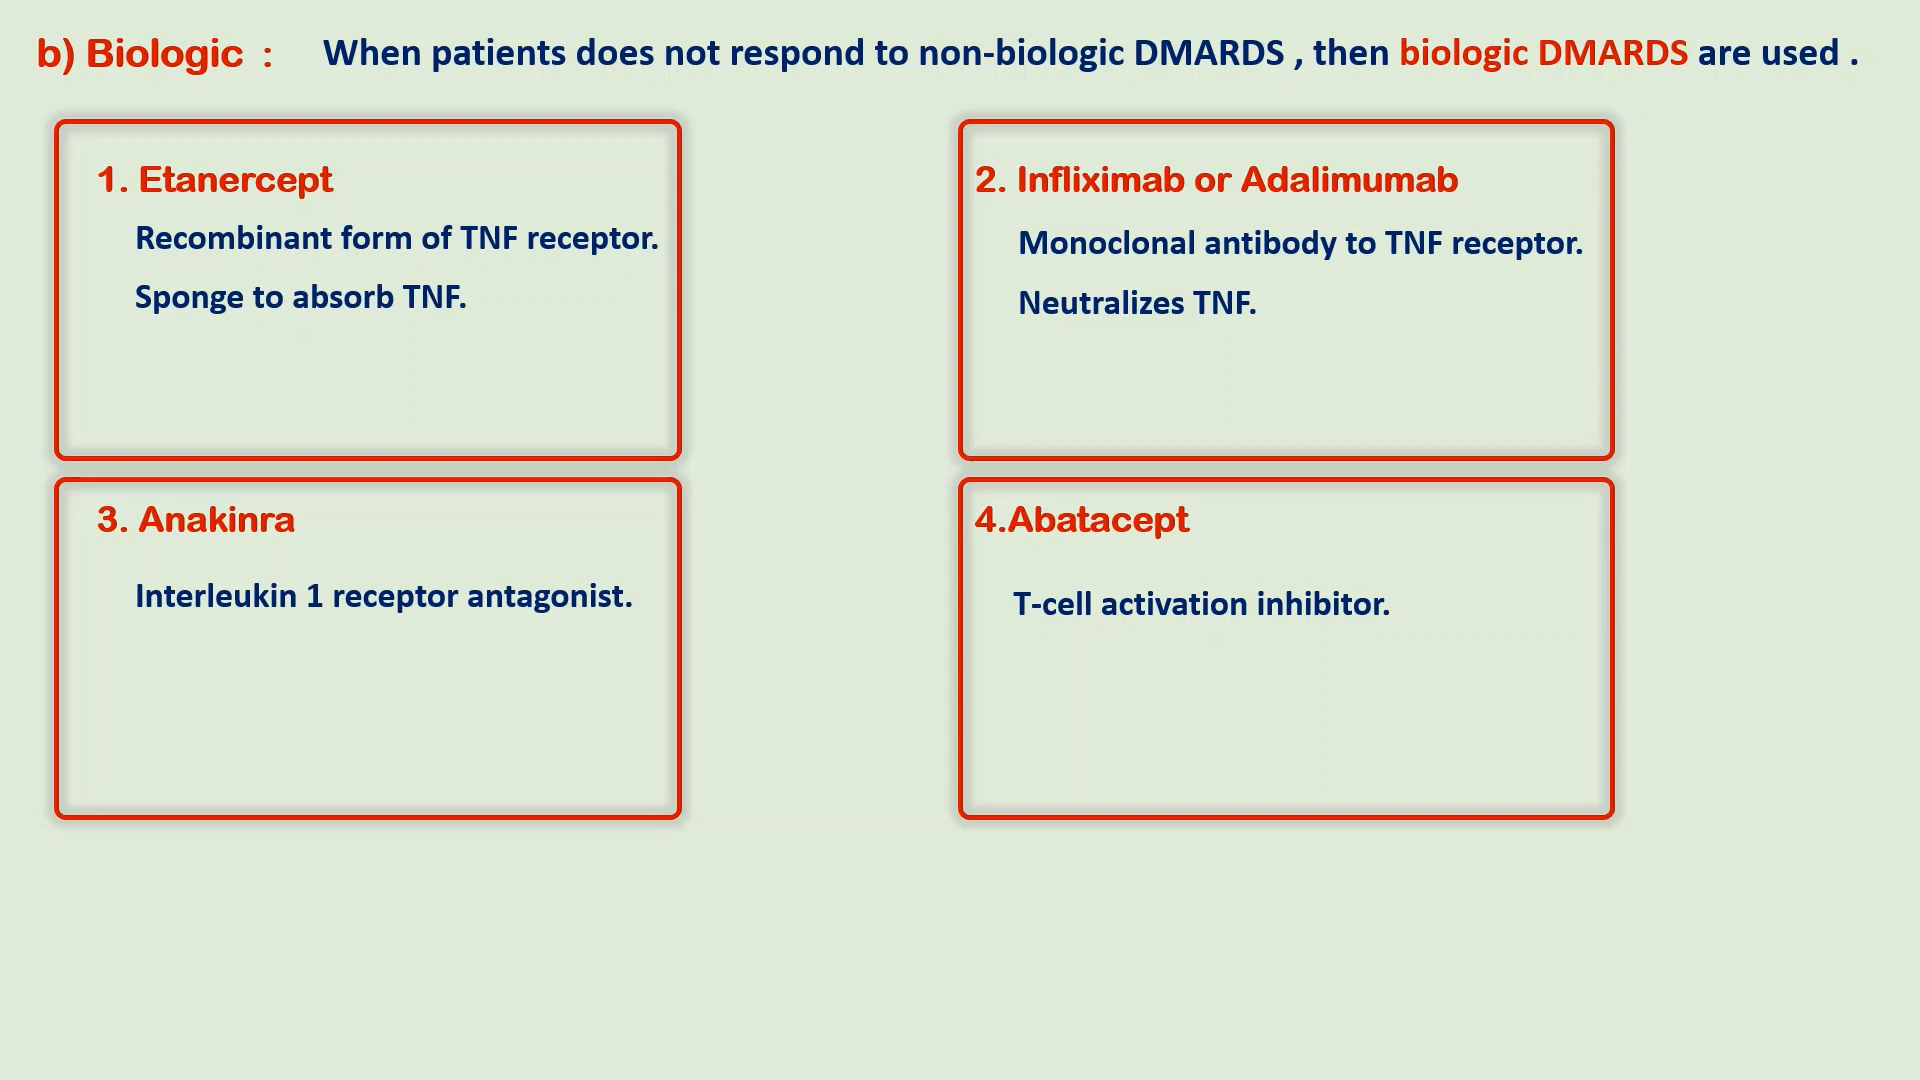 b) Biologic : When patients does not respond to non-biologic DMARDS , then biologic DMARDS are used .
1. Etanercept
Recombinant form of TNF receptor.
Sponge to absorb TNF.
2. Infliximab or Adalimumab
Monoclonal antibody to TNF receptor.
Neutralizes TNF.
3. Anakinra
Interleukin 1 receptor antagonist.
4.Abatacept
T-cell activation inhibitor.